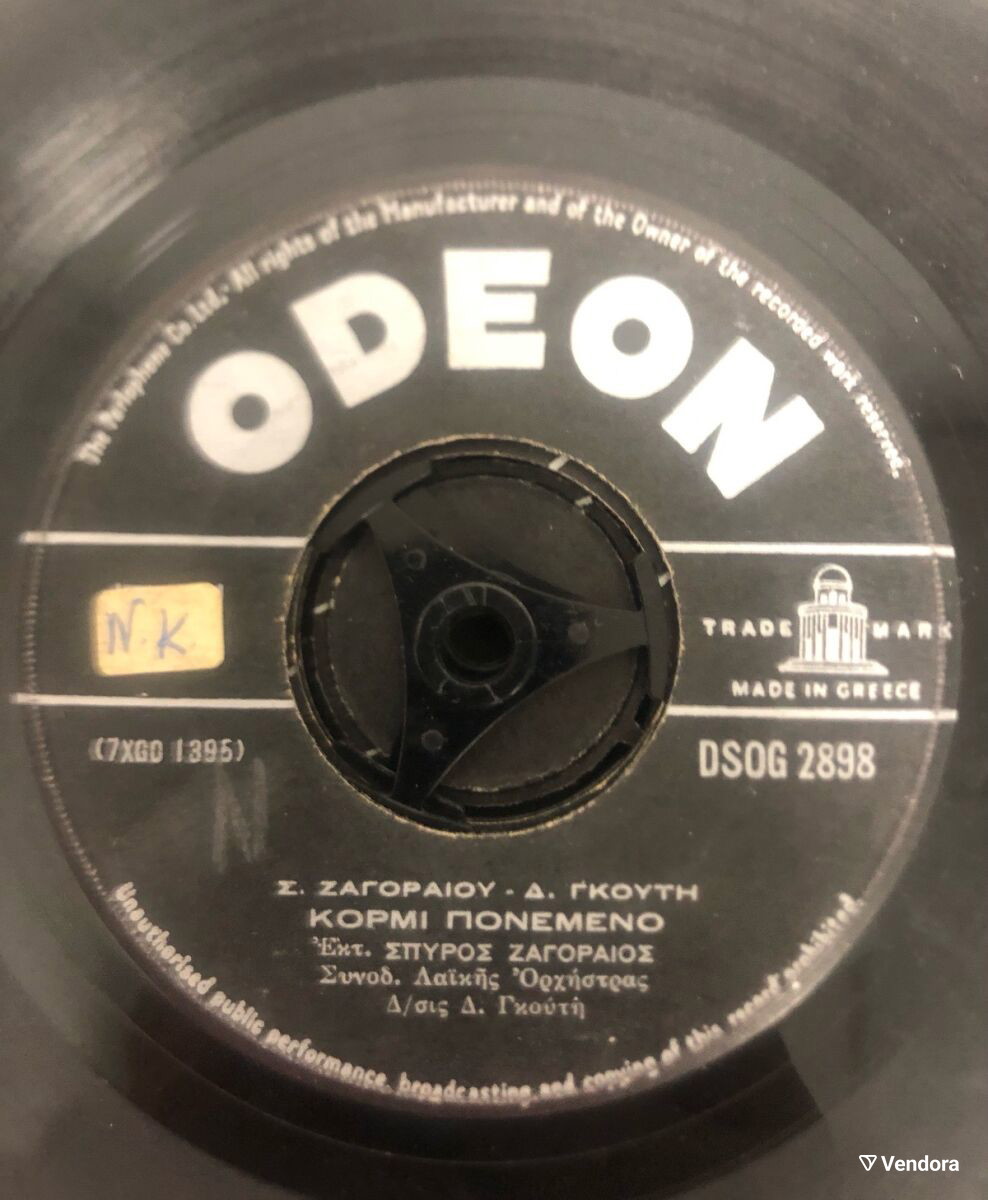 The Parlophone Co. Ltd.- All rights of the Manufacturer and of the Owner of the recorded work reserved.
ODEON
N.K.
TRADE MARK
MADE IN GREECE
(7XGO 1395)
DSOG 2898
N
Σ. ΖΑΓΟΡΑΙΟΥ - Δ. ΓΚΟΥΤΗ
ΚΟΡΜΙ ΠΟΝΕΜΕΝΟ
Ἐκτ. ΣΠΥΡΟΣ ΖΑΓΟΡΑΙΟΣ
Συνοδ. Λαϊκῆς Ὀρχήστρας
Δ/σις Δ. Γκούτη
Unauthorised public performance, broadcasting and copying of this record prohibited.
Vendora